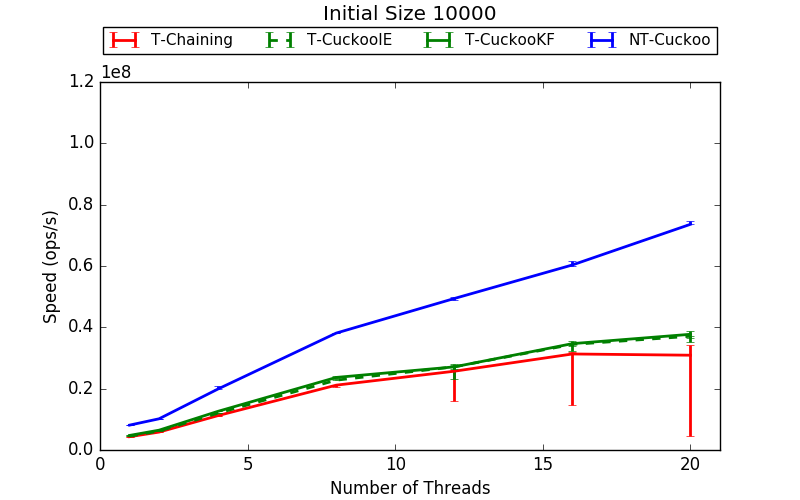 Initial Size 10000
T-Chaining T-CuckooIE T-CuckooKF NT-Cuckoo
1e8
1.2
1.0
0.8
0.6
0.4
0.2
0.0
Speed (ops/s)
0 5 10 15 20
Number of Threads